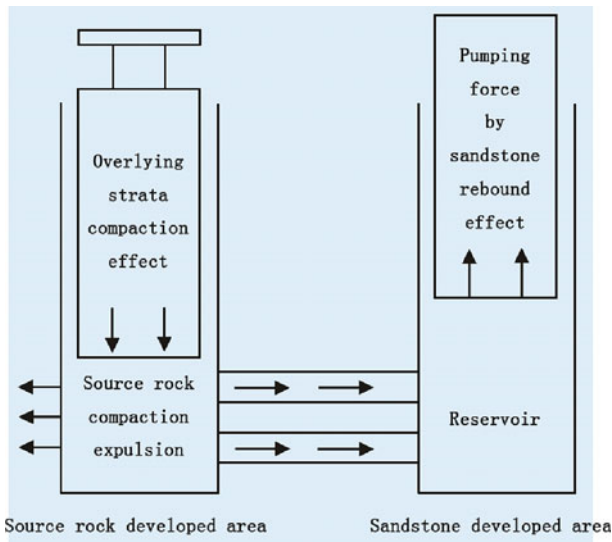 Overlying
strata
compaction
effect
Pumping
force
by
sandstone
rebound
effect
Source rock
compaction
expulsion
Reservoir
Source rock developed area
Sandstone developed area